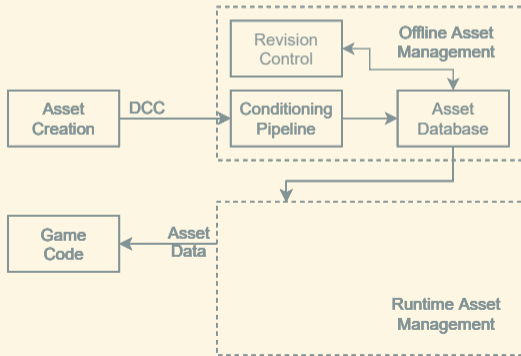 Offline Asset
Management
Revision
Control
Asset
Creation
DCC
Conditioning
Pipeline
Asset
Database
Game
Code
Asset
Data
Runtime Asset
Management